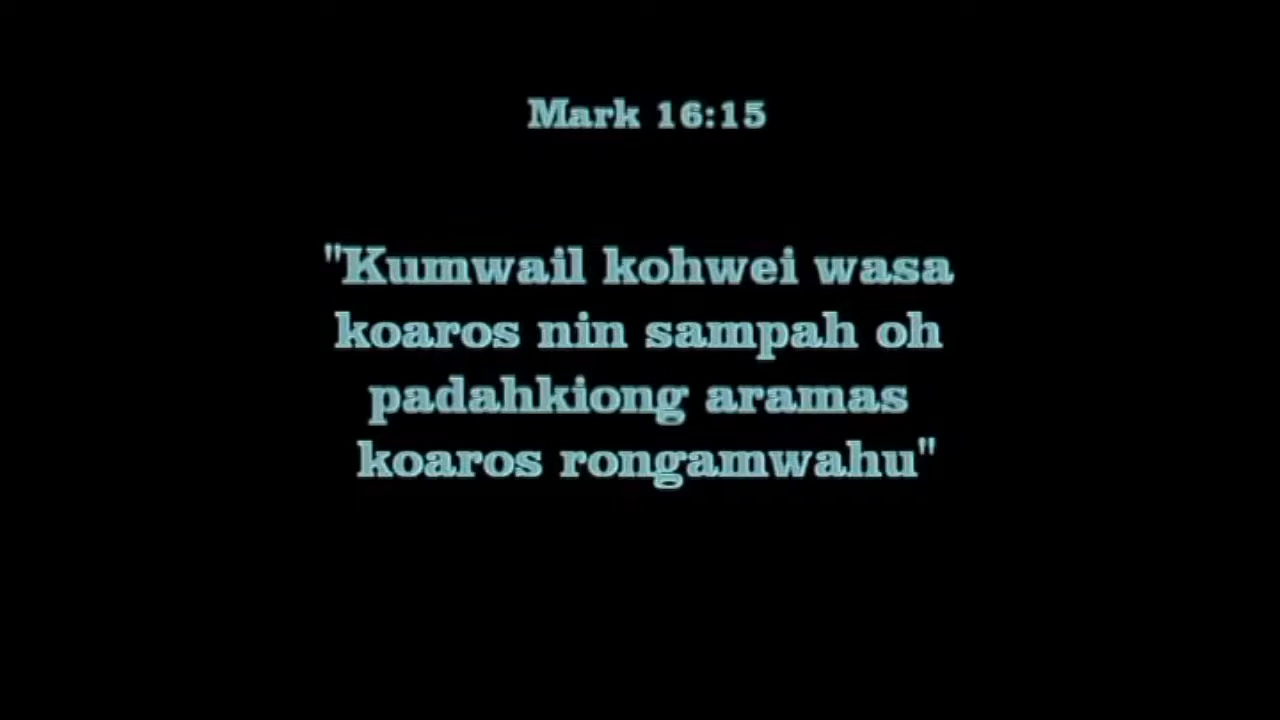 Mark 16:15
"Kumwail kohwei wasa
koaros nin sampah oh
padahkiong aramas
koaros rongamwahu"